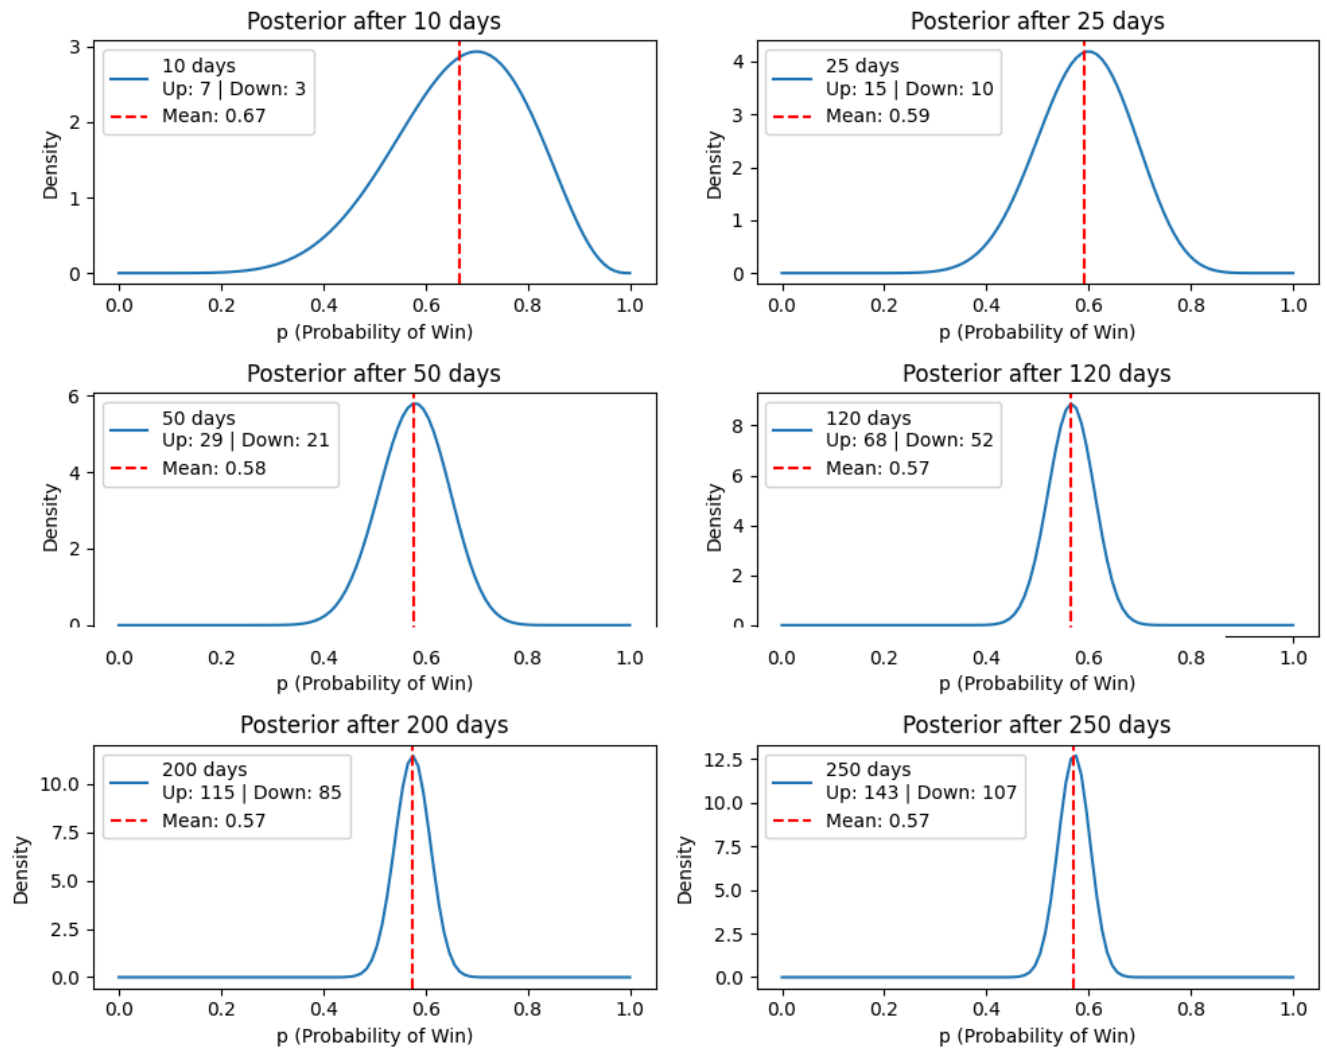 Posterior after 10 days
3
2
1
0
Density
10 days
Up: 7 | Down: 3
Mean: 0.67
0.0 0.2 0.4 0.6 0.8 1.0
p (Probability of Win)
Posterior after 25 days
4
3
2
1
0
Density
25 days
Up: 15 | Down: 10
Mean: 0.59
0.0 0.2 0.4 0.6 0.8 1.0
p (Probability of Win)
Posterior after 50 days
6
4
2
0
Density
50 days
Up: 29 | Down: 21
Mean: 0.58
0.0 0.2 0.4 0.6 0.8 1.0
p (Probability of Win)
Posterior after 120 days
8
6
4
2
0
Density
120 days
Up: 68 | Down: 52
Mean: 0.57
0.0 0.2 0.4 0.6 0.8 1.0
p (Probability of Win)
Posterior after 200 days
10.0
7.5
5.0
2.5
0.0
Density
200 days
Up: 115 | Down: 85
Mean: 0.57
0.0 0.2 0.4 0.6 0.8 1.0
p (Probability of Win)
Posterior after 250 days
12.5
10.0
7.5
5.0
2.5
0.0
Density
250 days
Up: 143 | Down: 107
Mean: 0.57
0.0 0.2 0.4 0.6 0.8 1.0
p (Probability of Win)